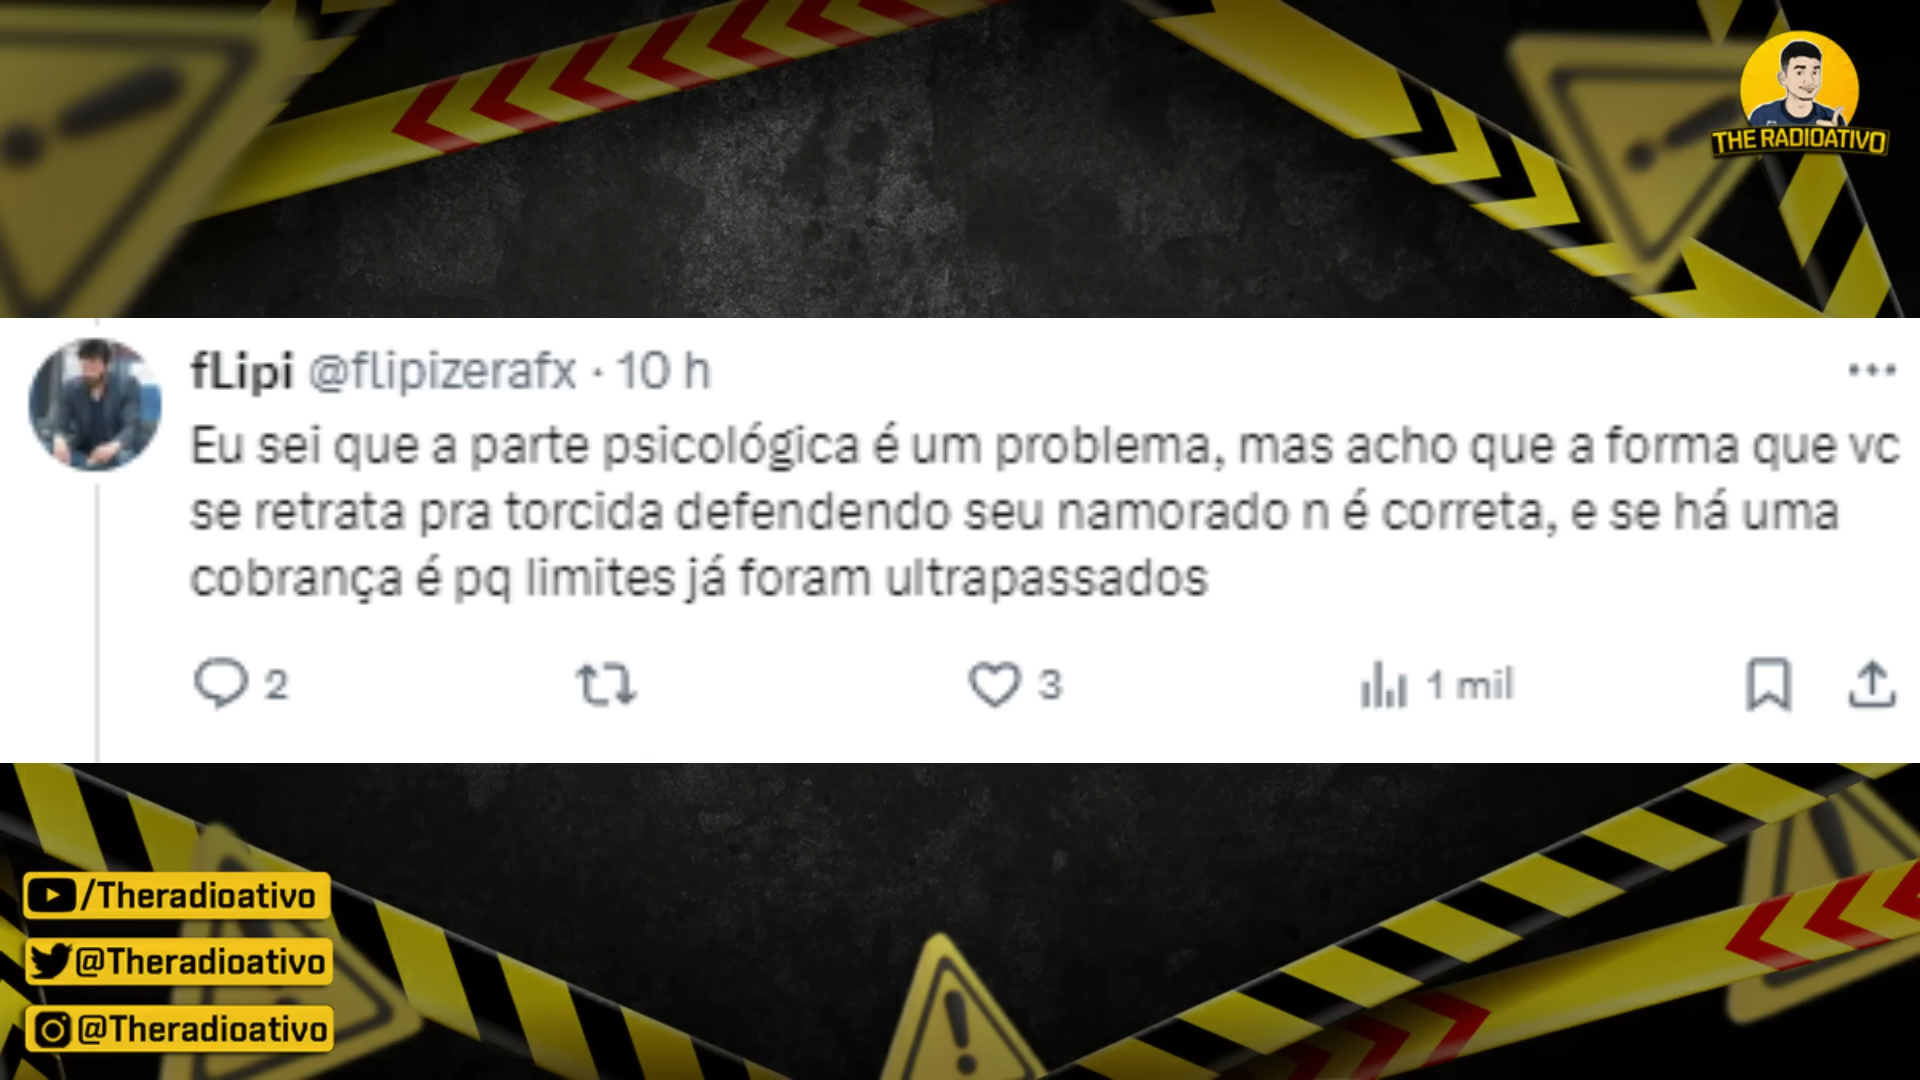 THE RADIOATIVO
fLipi @flipizerafx · 10 h
Eu sei que a parte psicológica é um problema, mas acho que a forma que vc
se retrata pra torcida defendendo seu namorado n é correta, e se há uma
cobrança é pq limites já foram ultrapassados
2 3 1 mil
/Theradioativo
@Theradioativo
@Theradioativo